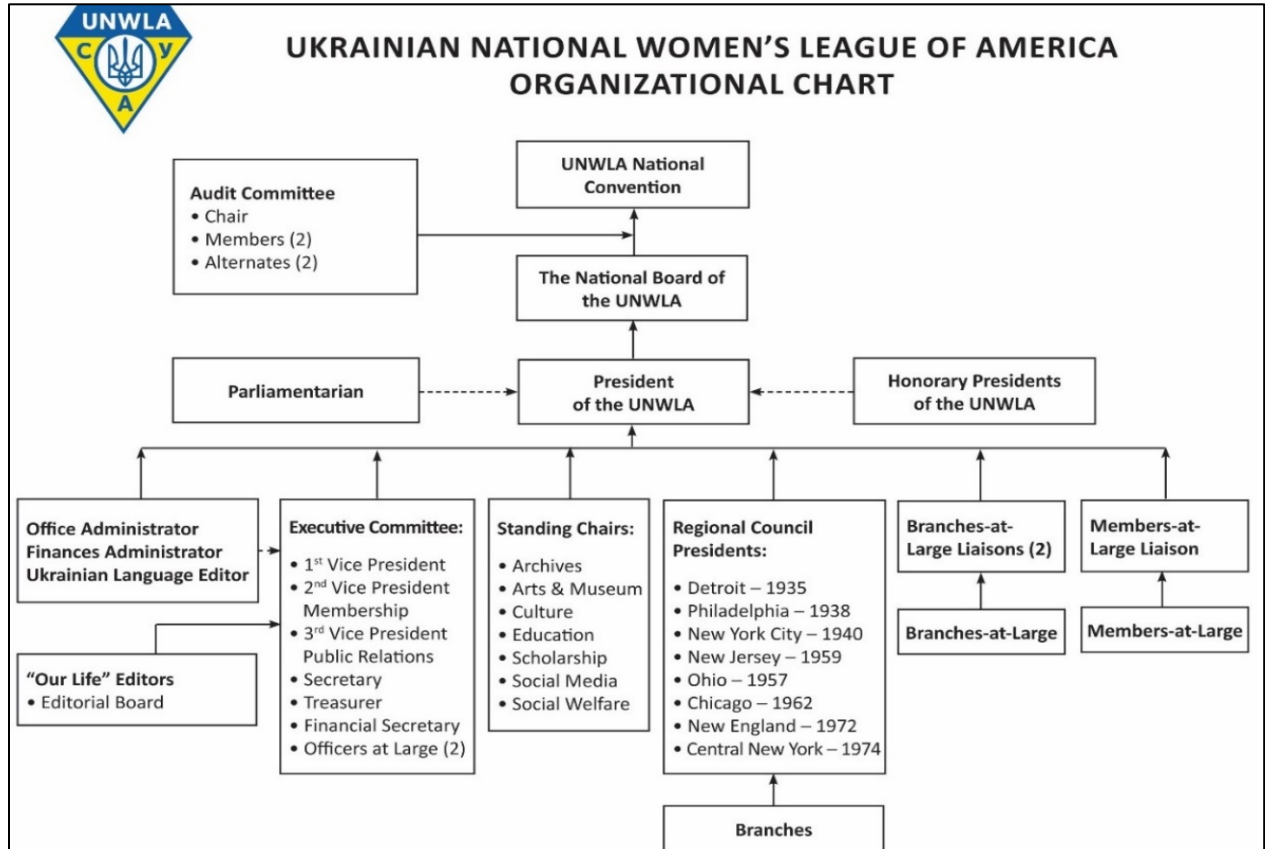 UNWLA
С У
А
UKRAINIAN NATIONAL WOMEN’S LEAGUE OF AMERICA
ORGANIZATIONAL CHART
UNWLA National
Convention
Audit Committee
• Chair
• Members (2)
• Alternates (2)
The National Board of
the UNWLA
Parliamentarian
President
of the UNWLA
Honorary Presidents
of the UNWLA
Office Administrator
Finances Administrator
Ukrainian Language Editor
“Our Life” Editors
• Editorial Board
Executive Committee:
• 1st Vice President
• 2nd Vice President
Membership
• 3rd Vice President
Public Relations
• Secretary
• Treasurer
• Financial Secretary
• Officers at Large (2)
Standing Chairs:
• Archives
• Arts & Museum
• Culture
• Education
• Scholarship
• Social Media
• Social Welfare
Regional Council
Presidents:
• Detroit – 1935
• Philadelphia – 1938
• New York City – 1940
• New Jersey – 1959
• Ohio – 1957
• Chicago – 1962
• New England – 1972
• Central New York – 1974
Branches
Branches-at-
Large Liaisons (2)
Branches-at-Large
Members-at-
Large Liaison
Members-at-Large